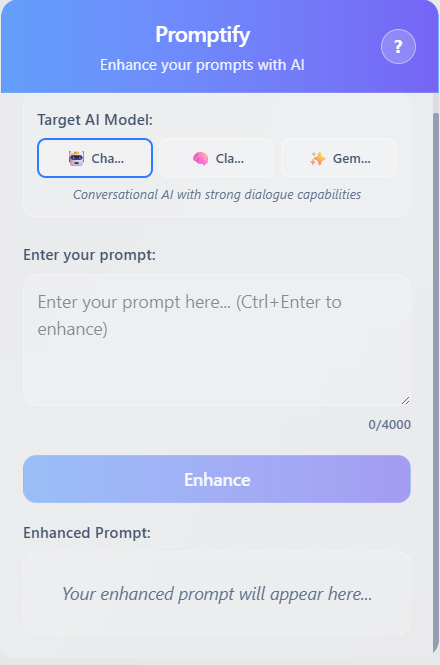 Promptify
Enhance your prompts with AI
?
Target AI Model:
Cha...
Cla...
Gem...
Conversational AI with strong dialogue capabilities
Enter your prompt:
Enter your prompt here... (Ctrl+Enter to
enhance)
0/4000
Enhance
Enhanced Prompt:
Your enhanced prompt will appear here...